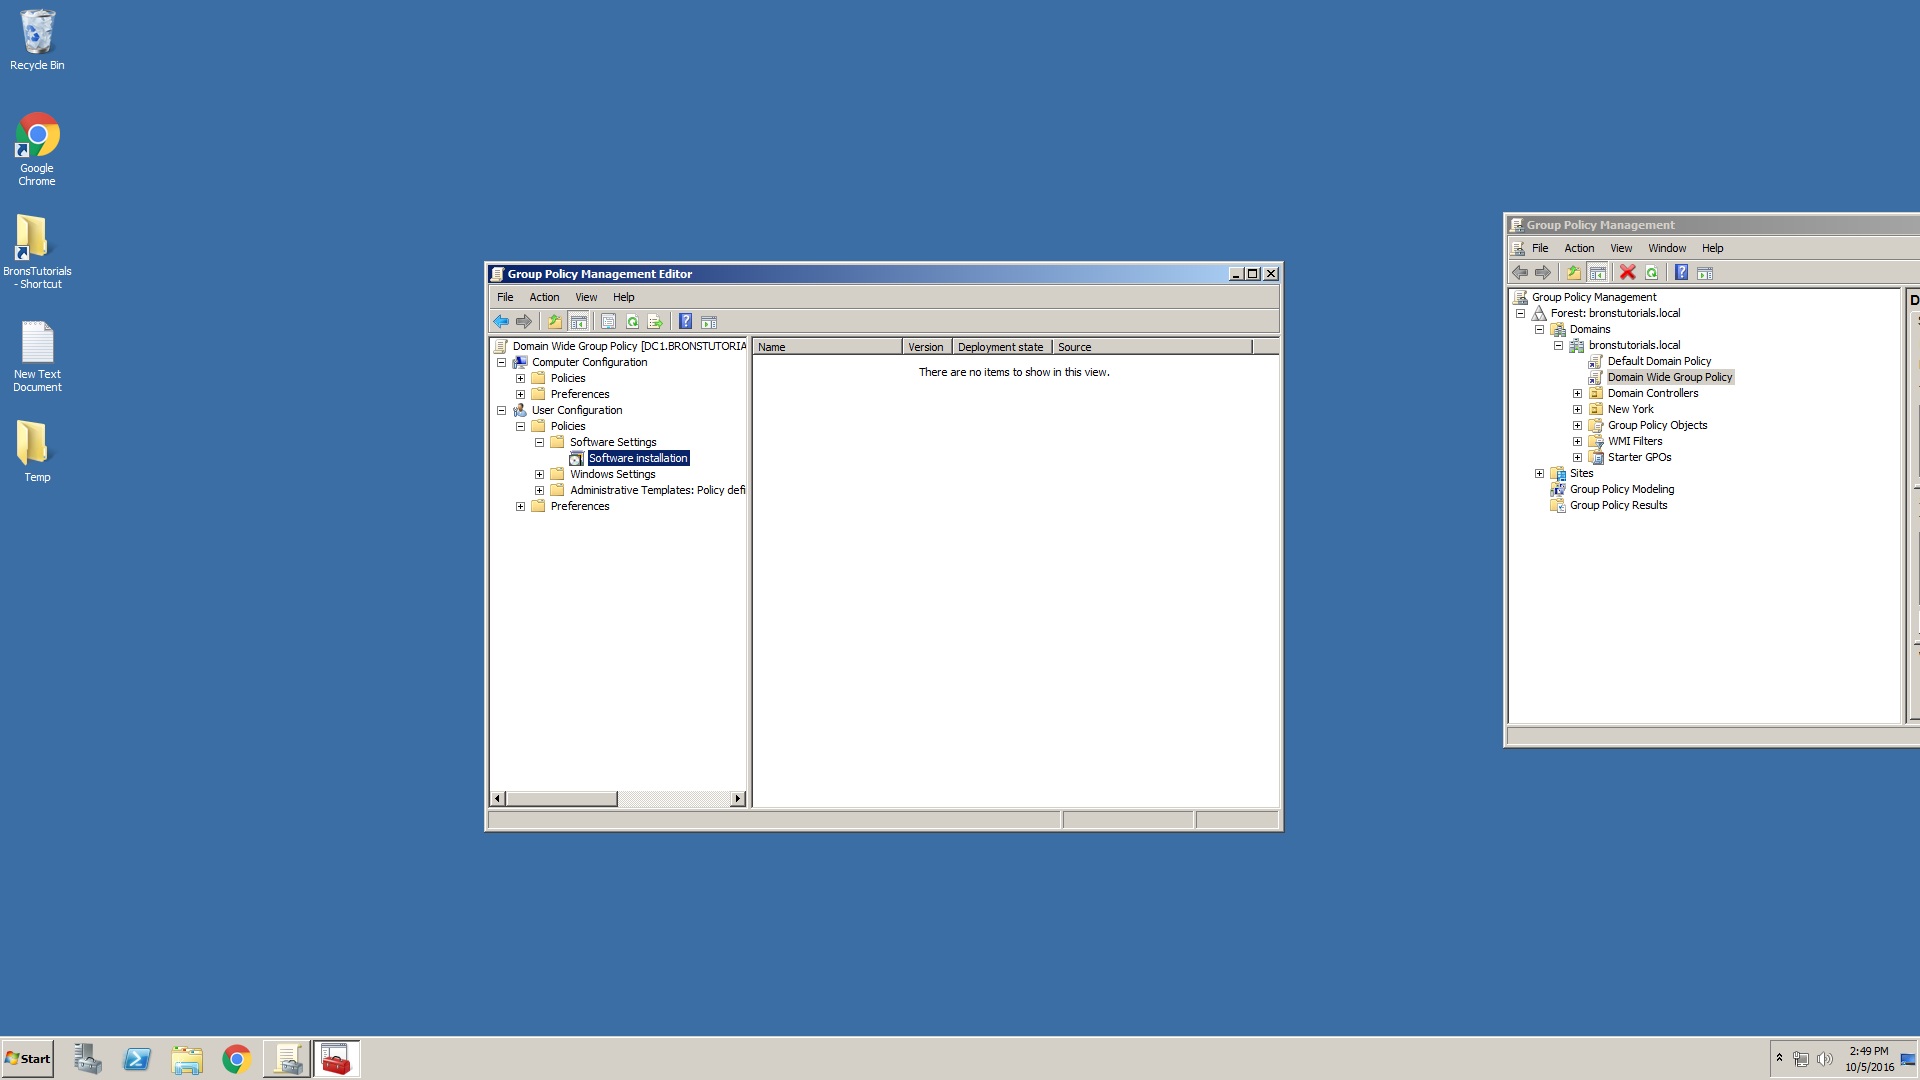 Recycle Bin
Google
Chrome
BronsTutorials
- Shortcut
New Text
Document
Temp
Group Policy Management Editor
File Action View Help
Domain Wide Group Policy [DC1.BRONSTUTORIA
Computer Configuration
Policies
Preferences
User Configuration
Policies
Software Settings
Software installation
Windows Settings
Administrative Templates: Policy defi
Preferences
Name Version Deployment state Source
There are no items to show in this view.
Group Policy Management
File Action View Window Help
Group Policy Management
Forest: bronstutorials.local
Domains
bronstutorials.local
Default Domain Policy
Domain Wide Group Policy
Domain Controllers
New York
Group Policy Objects
WMI Filters
Starter GPOs
Sites
Group Policy Modeling
Group Policy Results
D
Start
2:49 PM
10/5/2016